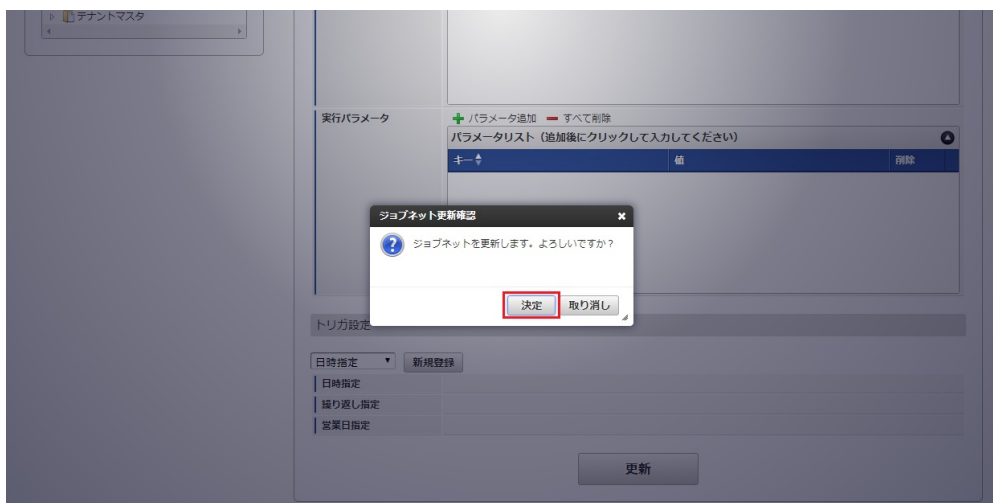 テナントマスタ
実行パラメータ
パラメータ追加 すべて削除
パラメータリスト（追加後にクリックして入力してください）
キー 値 削除
ジョブネット更新確認
ジョブネットを更新します。よろしいですか？
決定 取り消し
トリガ設定
日時指定 新規登録
日時指定
繰り返し指定
営業日指定
更新